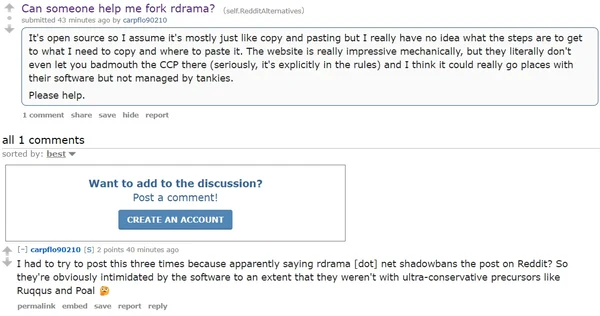 Can someone help me fork rdrama? (self.RedditAlternatives)
submitted 43 minutes ago by carpflo90210
It's open source so I assume it's mostly just like copy and pasting but I really have no idea what the steps are to get
to what I need to copy and where to paste it. The website is really impressive mechanically, but they literally don't
even let you badmouth the CCP there (seriously, it's explicitly in the rules) and I think it could really go places with
their software but not managed by tankies.
Please help.
1 comment share save hide report
all 1 comments
sorted by: best
Want to add to the discussion?
Post a comment!
CREATE AN ACCOUNT
[–] carpflo90210 [S] 2 points 40 minutes ago
I had to try to post this three times because apparently saying rdrama [dot] net shadowbans the post on Reddit? So
they're obviously intimidated by the software to an extent that they weren't with ultra-conservative precursors like
Ruqqus and Poal 🤔
permalink embed save report reply